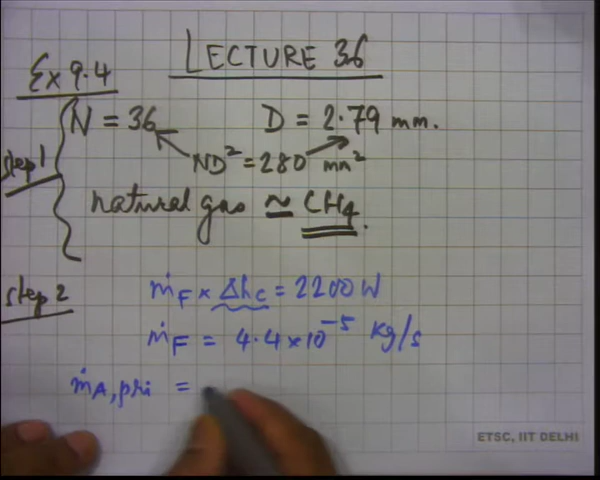 LECTURE 36
Ex 9.4
N = 36 D = 2.79 mm.
step 1 ND² = 280 mm²
natural gas ≈ CH4.
step 2 ṁF × Δhc = 2200 W
ṁF = 4.4×10⁻⁵ kg/s
ṁA,pri =
ETSC, IIT DELHI